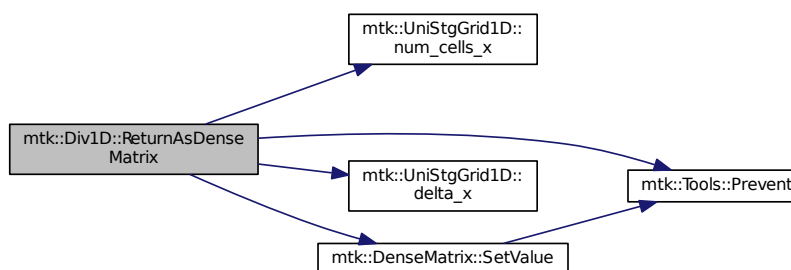 mtk::UniStgGrid1D::
num_cells_x
mtk::Div1D::ReturnAsDense
Matrix
mtk::UniStgGrid1D::
delta_x
mtk::Tools::Prevent
mtk::DenseMatrix::SetValue